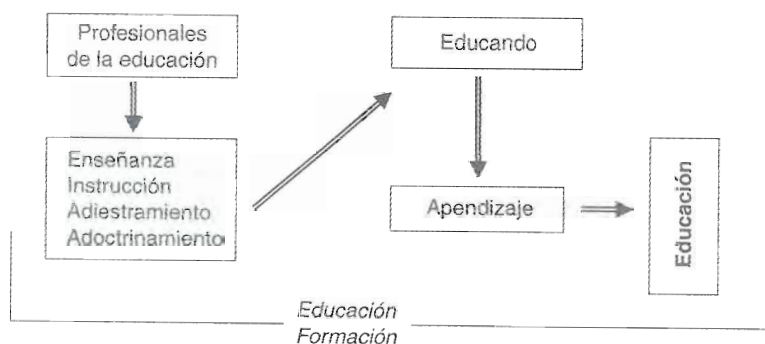 Profesionales
de la educación
Educando
Enseñanza
Instrucción
Adiestramiento
Adoctrinamiento
Apendizaje
Educación
Educación
Formación